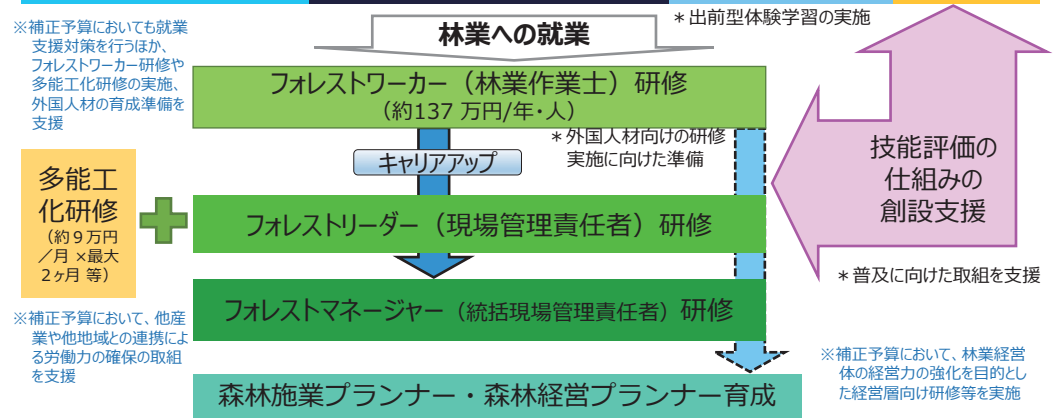 ＊出前型体験学習の実施
※補正予算においても就業
支援対策を行うほか、
フォレストワーカー研修や
多能工化研修の実施、
外国人材の育成準備を
支援
林業への就業
フォレストワーカー（林業作業士）研修
（約137 万円/年・人）
＊外国人材向けの研修
実施に向けた準備
キャリアアップ
技能評価の
仕組みの
創設支援
多能工
化研修
（約９万円
／月 ×最大
２ヶ月 等）
フォレストリーダー（現場管理責任者）研修
＊普及に向けた取組を支援
フォレストマネージャー（統括現場管理責任者）研修
※補正予算において、他産
業や他地域との連携によ
る労働力の確保の取組
を支援
※補正予算において、林業経営
体の経営力の強化を目的とし
た経営層向け研修等を実施
森林施業プランナー・森林経営プランナー育成